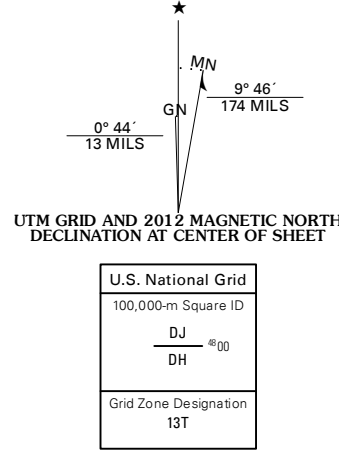 ★
MN
9° 46´
174 MILS
GN
0° 44´
13 MILS
UTM GRID AND 2012 MAGNETIC NORTH
DECLINATION AT CENTER OF SHEET
U.S. National Grid
100,000-m Square ID
DJ
⁴⁸00
DH
Grid Zone Designation
13T